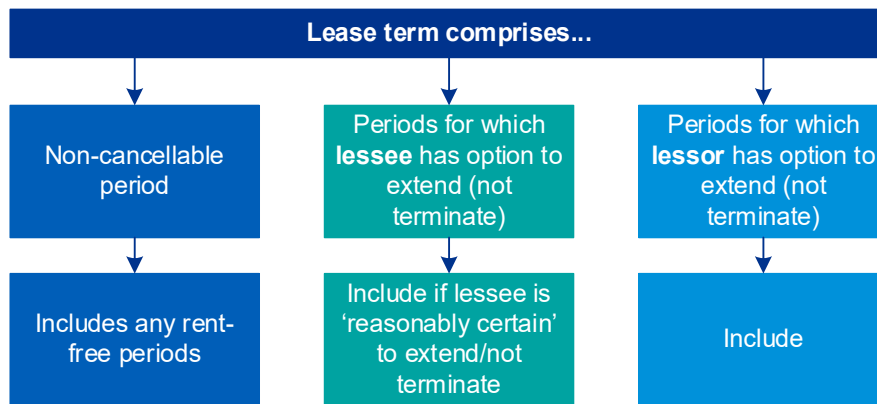 Lease term comprises...
Non-cancellable
period
Periods for which
lessee has option to
extend (not
terminate)
Periods for which
lessor has option to
extend (not
terminate)
Includes any rent-
free periods
Include if lessee is
‘reasonably certain’
to extend/not
terminate
Include